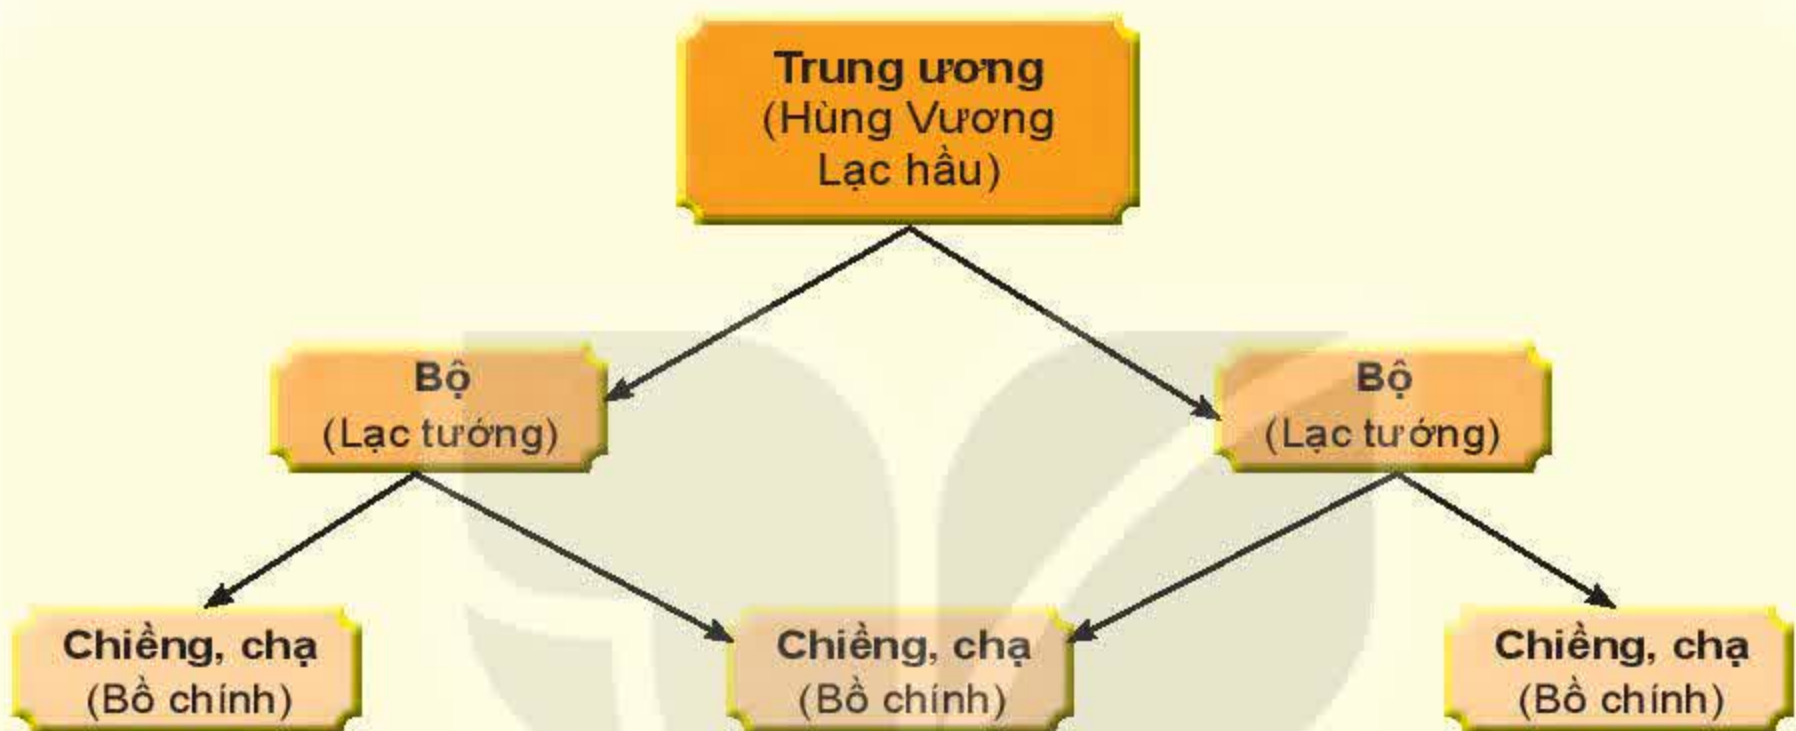 Trung ương
(Hùng Vương
Lạc hầu)
Bộ
(Lạc tướng)
Bộ
(Lạc tướng)
Chiềng, chạ
(Bồ chính)
Chiềng, chạ
(Bồ chính)
Chiềng, chạ
(Bồ chính)